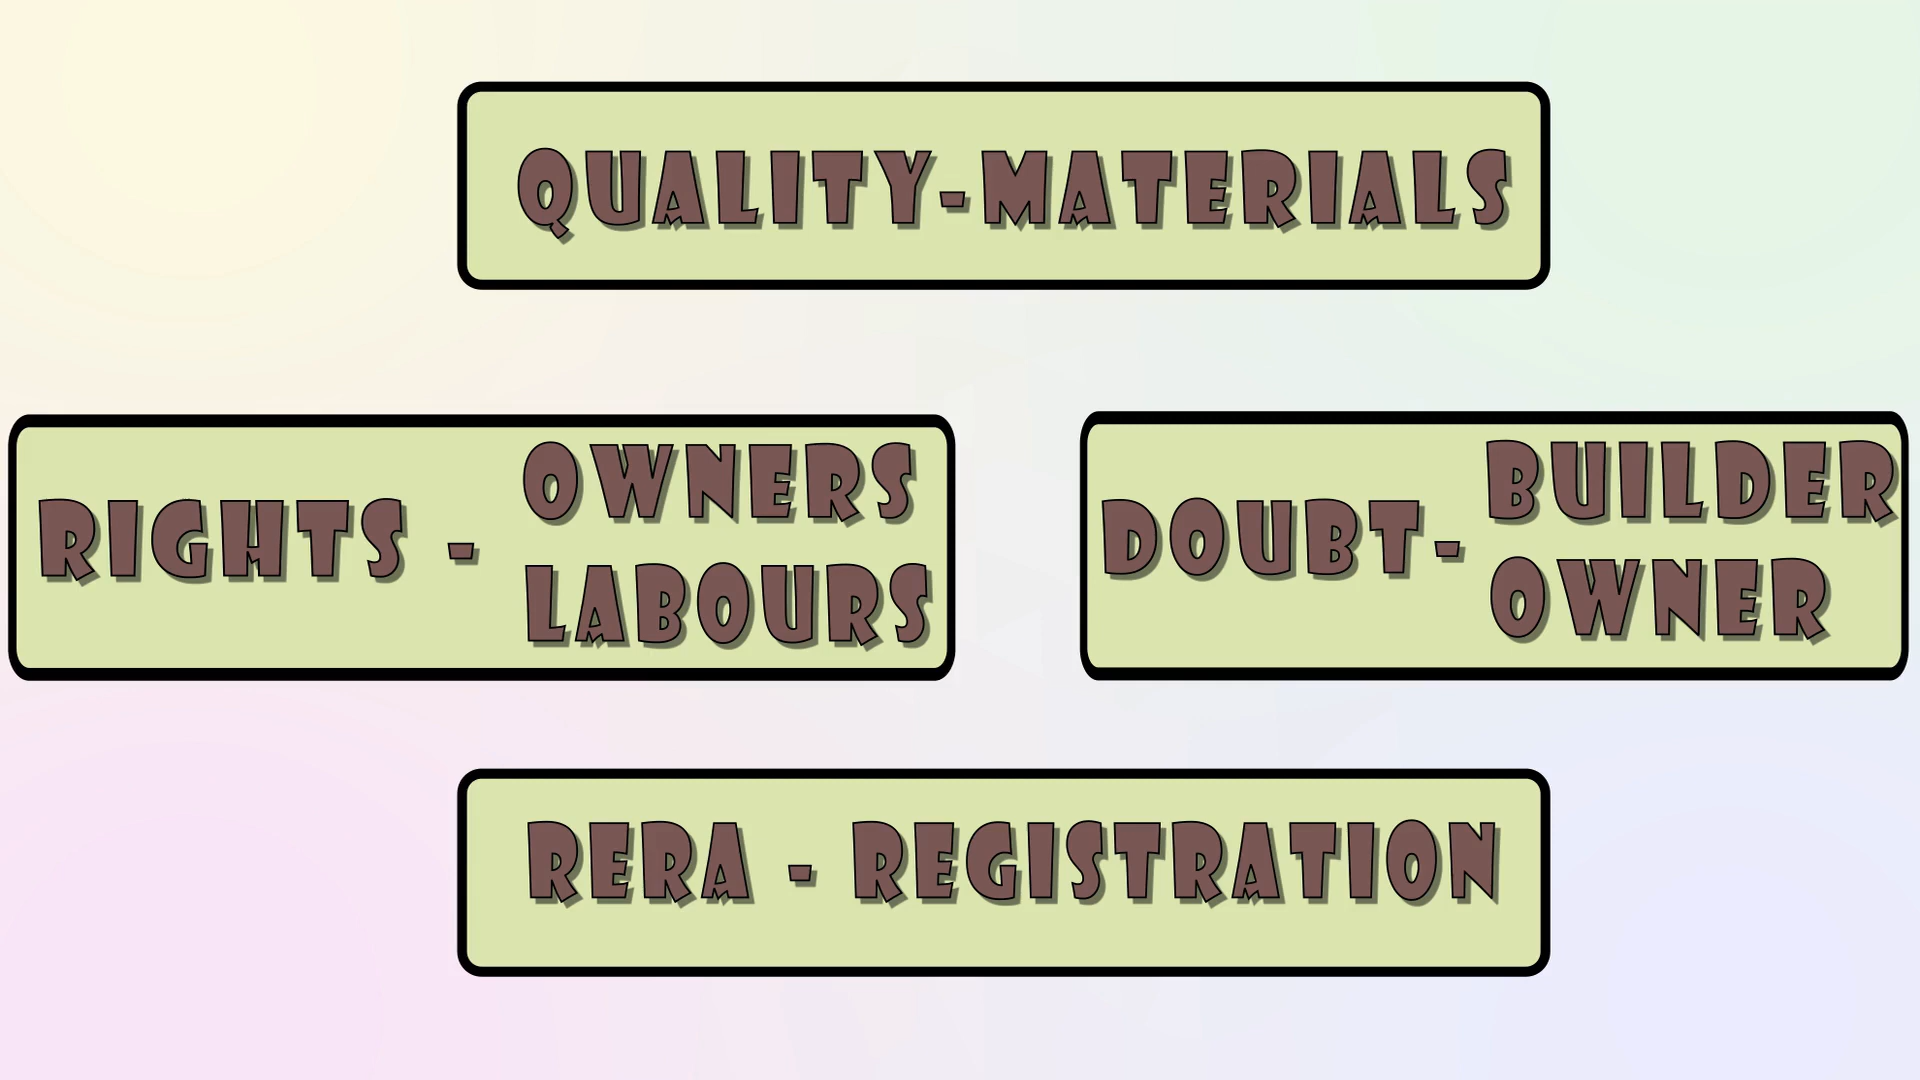 QUALITY-MATERIALS
RIGHTS - OWNERS
LABOURS
DOUBT- BUILDER
OWNER
RERA - REGISTRATION